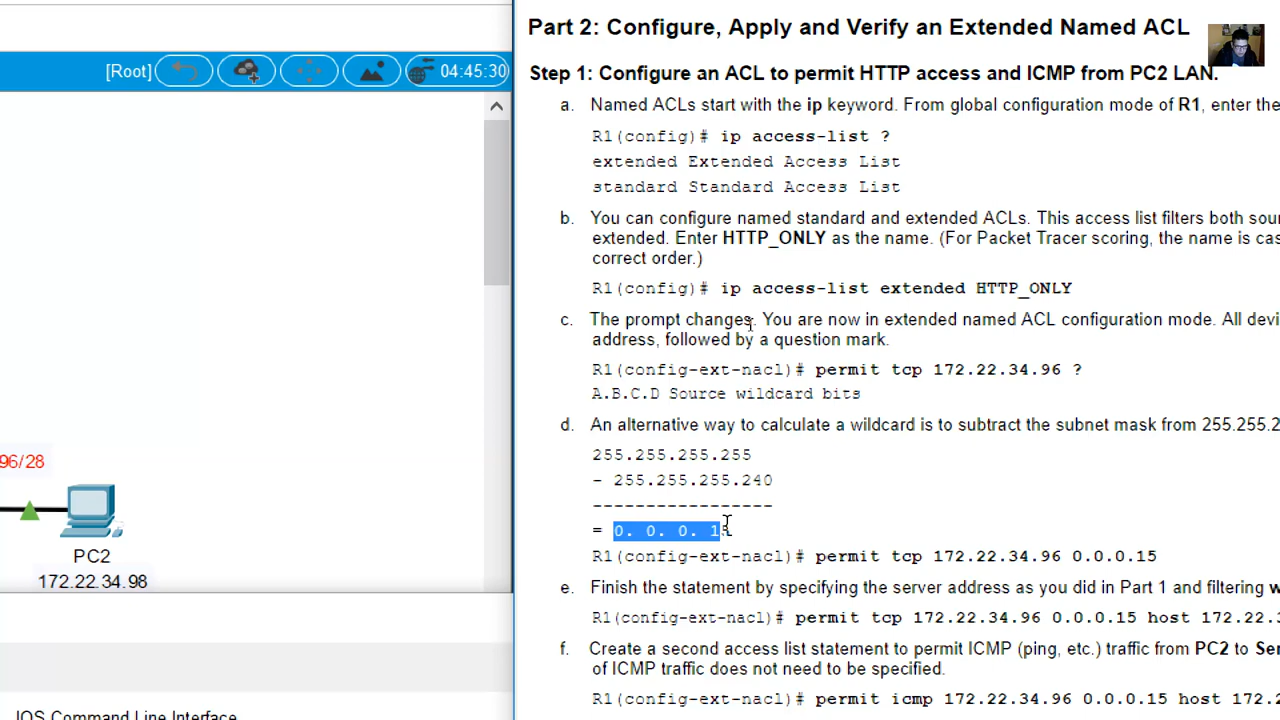 Part 2: Configure, Apply and Verify an Extended Named ACL
[Root]
04:45:30
Step 1: Configure an ACL to permit HTTP access and ICMP from PC2 LAN.
a. Named ACLs start with the ip keyword. From global configuration mode of R1, enter the
R1(config)# ip access-list ?
extended Extended Access List
standard Standard Access List
b. You can configure named standard and extended ACLs. This access list filters both
extended. Enter HTTP_ONLY as the name. (For Packet Tracer scoring, the name is
correct order.)
R1(config)# ip access-list extended HTTP_ONLY
c. The prompt changes. You are now in extended named ACL configuration mode. All
address, followed by a question mark.
R1(config-ext-nacl)# permit tcp 172.22.34.96 ?
A.B.C.D Source wildcard bits
d. An alternative way to calculate a wildcard is to subtract the subnet mask from 255.255.2
255.255.255.255
- 255.255.255.240
----------------
= 0. 0. 0. 15
R1(config-ext-nacl)# permit tcp 172.22.34.96 0.0.0.15
e. Finish the statement by specifying the server address as you did in Part 1 and filtering
R1(config-ext-nacl)# permit tcp 172.22.34.96 0.0.0.15 host 172.22.3
f. Create a second access list statement to permit ICMP (ping, etc.) traffic from PC2 to
of ICMP traffic does not need to be specified.
R1(config-ext-nacl)# permit icmp 172.22.34.96 0.0.0.15 host 172.2
96/28
PC2
172.22.34.98
IOS Command Line Interface